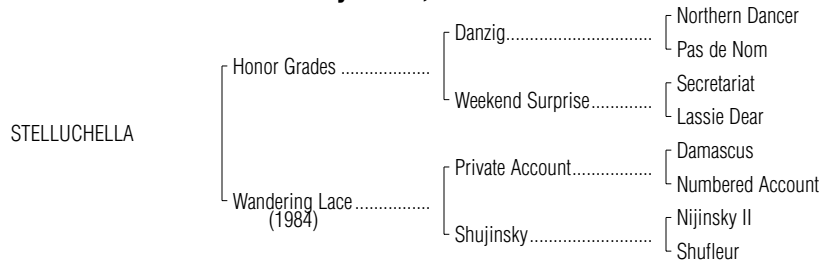 Northern Dancer
Danzig
Pas de Nom
Honor Grades
Secretariat
Weekend Surprise
Lassie Dear
STELLUCHELLA
Damascus
Private Account
Numbered Account
Wandering Lace
(1984)
Nijinsky II
Shujinsky
Shufleur